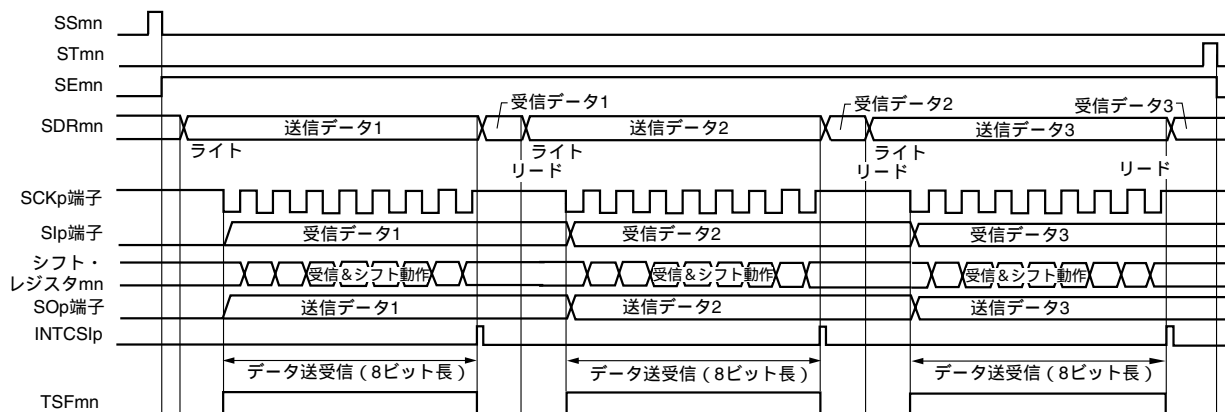 SSmn
STmn
SEmn
受信データ1
受信データ2
受信データ3
SDRmn
送信データ1
送信データ2
送信データ3
ライト
ライト
ライト
リード
リード
リード
SCKp端子
SIp端子
受信データ1
受信データ2
受信データ3
シフト・
レジスタmn
受信&シフト動作
受信&シフト動作
受信&シフト動作
SOp端子
送信データ1
送信データ2
送信データ3
INTCSIp
データ送受信(8ビット長)
データ送受信(8ビット長)
データ送受信(8ビット長)
TSFmn